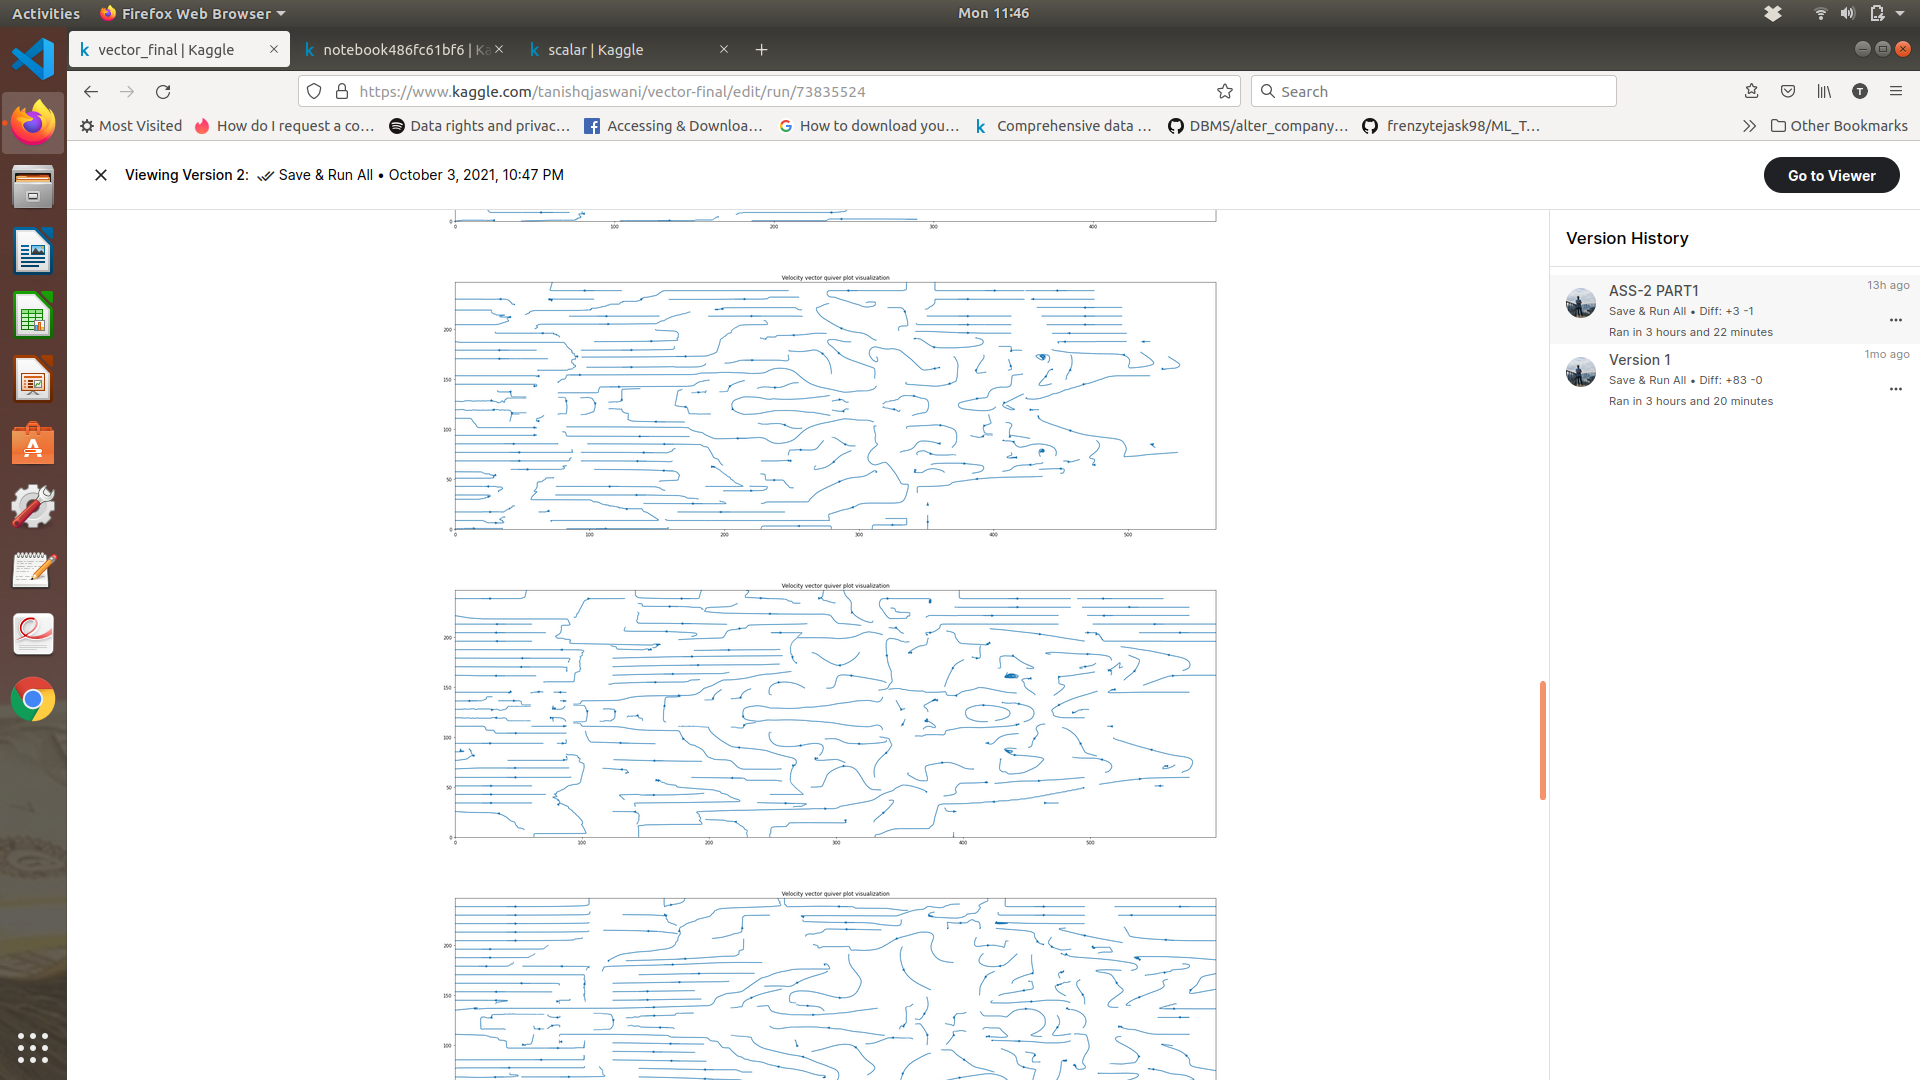 Activities
Firefox Web Browser
Mon 11:46
vector_final | Kaggle
notebook486fc61bf6 | Ka
scalar | Kaggle
https://www.kaggle.com/tanishqjaswani/vector-final/edit/run/73835524
Search
Most Visited
How do I request a co…
Data rights and privac…
Accessing & Downloa…
How to download you…
Comprehensive data …
DBMS/alter_company…
frenzytejask98/ML_T…
Other Bookmarks
Viewing Version 2: Save & Run All • October 3, 2021, 10:47 PM
Go to Viewer
0
0 100 200 300 400
Velocity vector quiver plot visualization
200
150
100
50
0
0 100 200 300 400 500
Velocity vector quiver plot visualization
200
150
100
50
0
0 100 200 300 400 500
Velocity vector quiver plot visualization
200
150
100
Version History
ASS-2 PART1
13h ago
Save & Run All • Diff: +3 -1
Ran in 3 hours and 22 minutes
Version 1
1mo ago
Save & Run All • Diff: +83 -0
Ran in 3 hours and 20 minutes